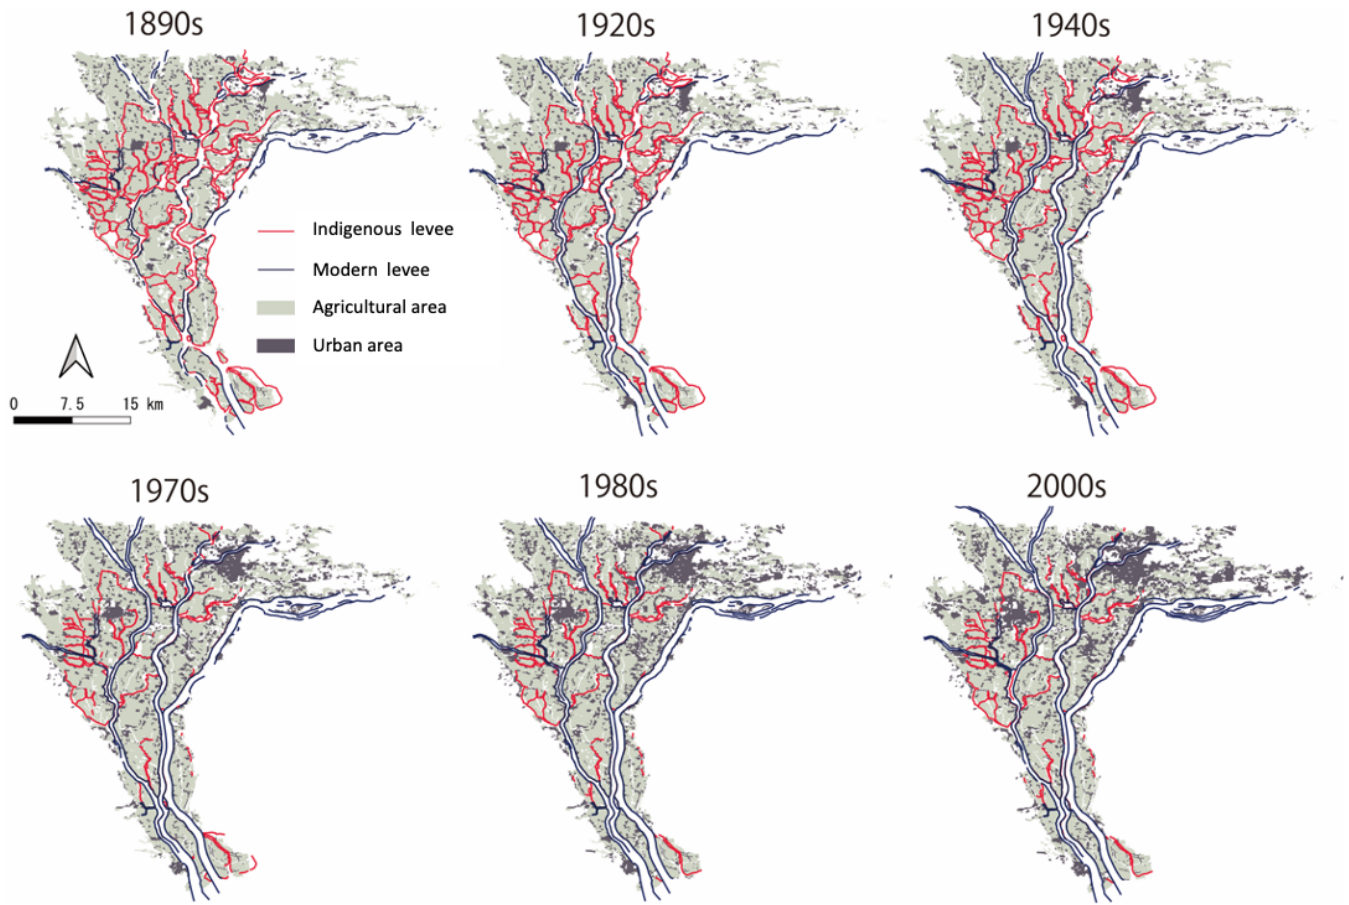 1890s
1920s
1940s
Indigenous levee
Modern levee
Agricultural area
Urban area
0 7.5 15 km
1970s
1980s
2000s